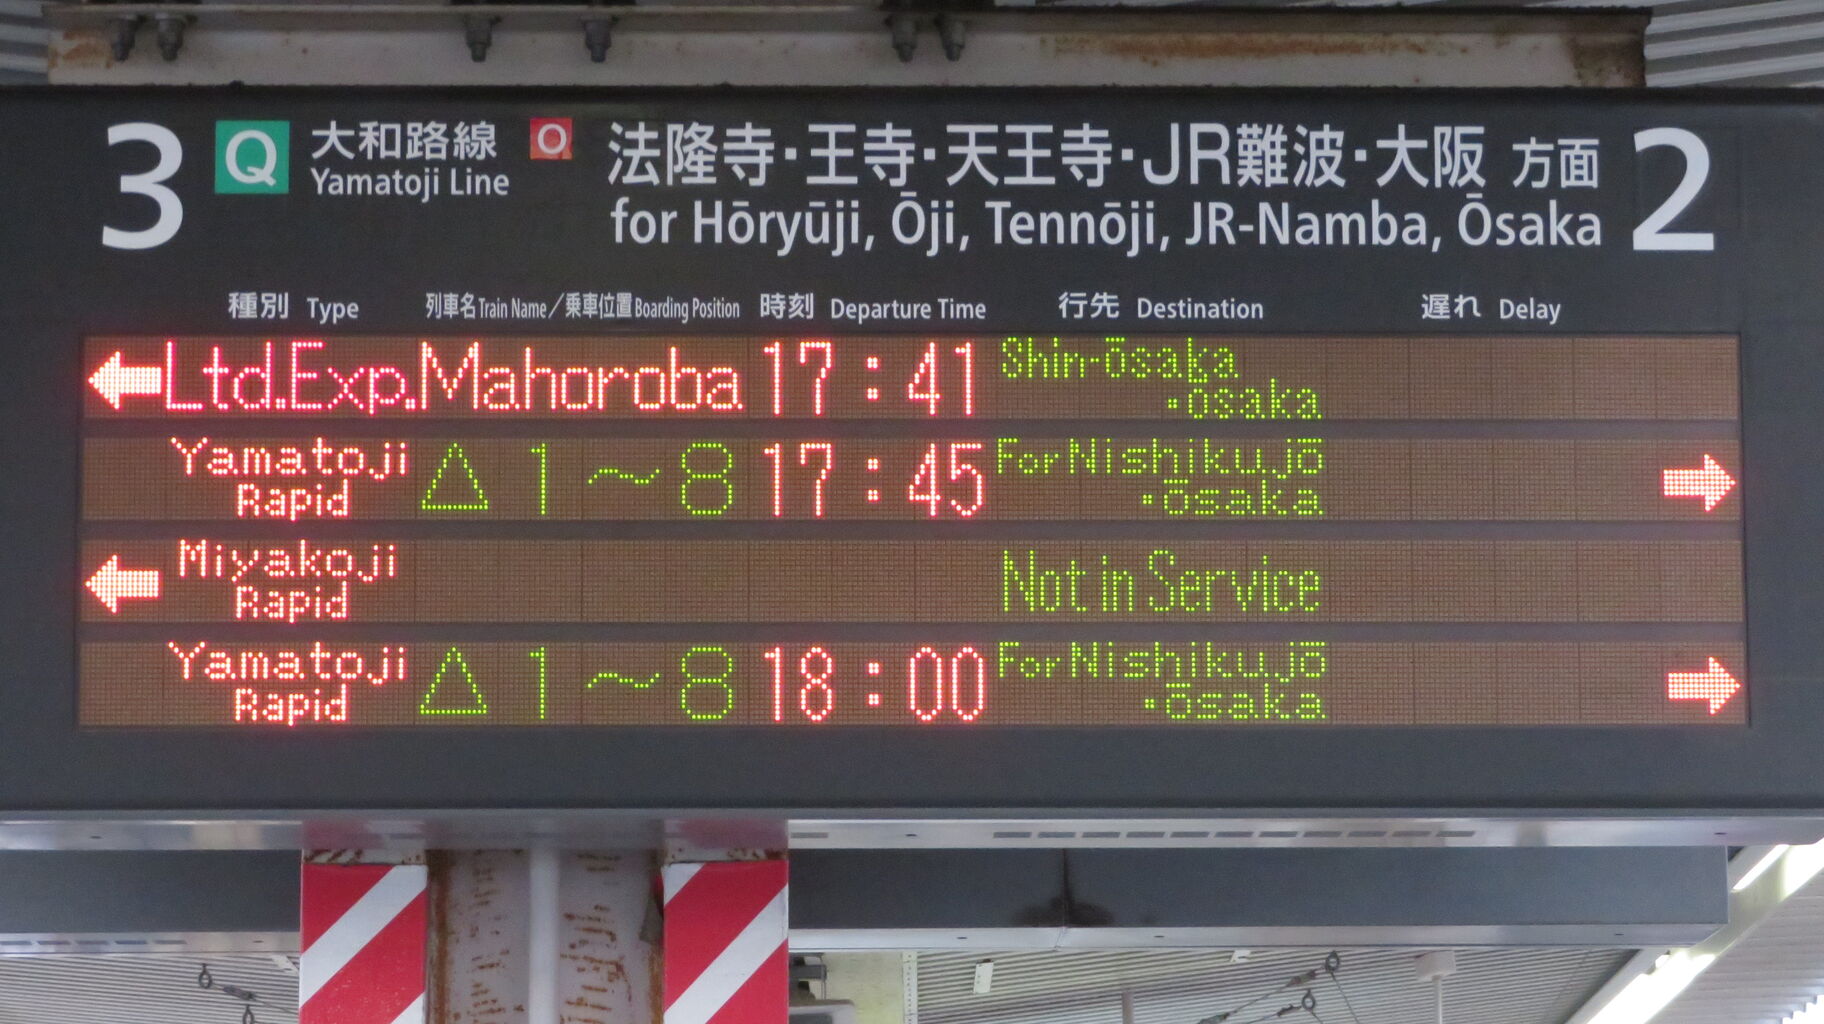 3 Q 大和路線 O 法隆寺・王寺・天王寺・JR難波・大阪 方面 2
Yamatoji Line for Hōryūji, Ōji, Tennōji, JR-Namba, Ōsaka
種別 Type 列車名 Train Name／乗車位置 Boarding Position 時刻 Departure Time 行先 Destination 遅れ Delay
←Ltd.Exp.Mahoroba 17:41 Shin-ōsaka
・ōsaka
Yamatoji Rapid △ 1～8 17:45 For Nishikujō
・ōsaka →
← Miyakoji Rapid Not in Service
Yamatoji Rapid △ 1～8 18:00 For Nishikujō
・ōsaka →